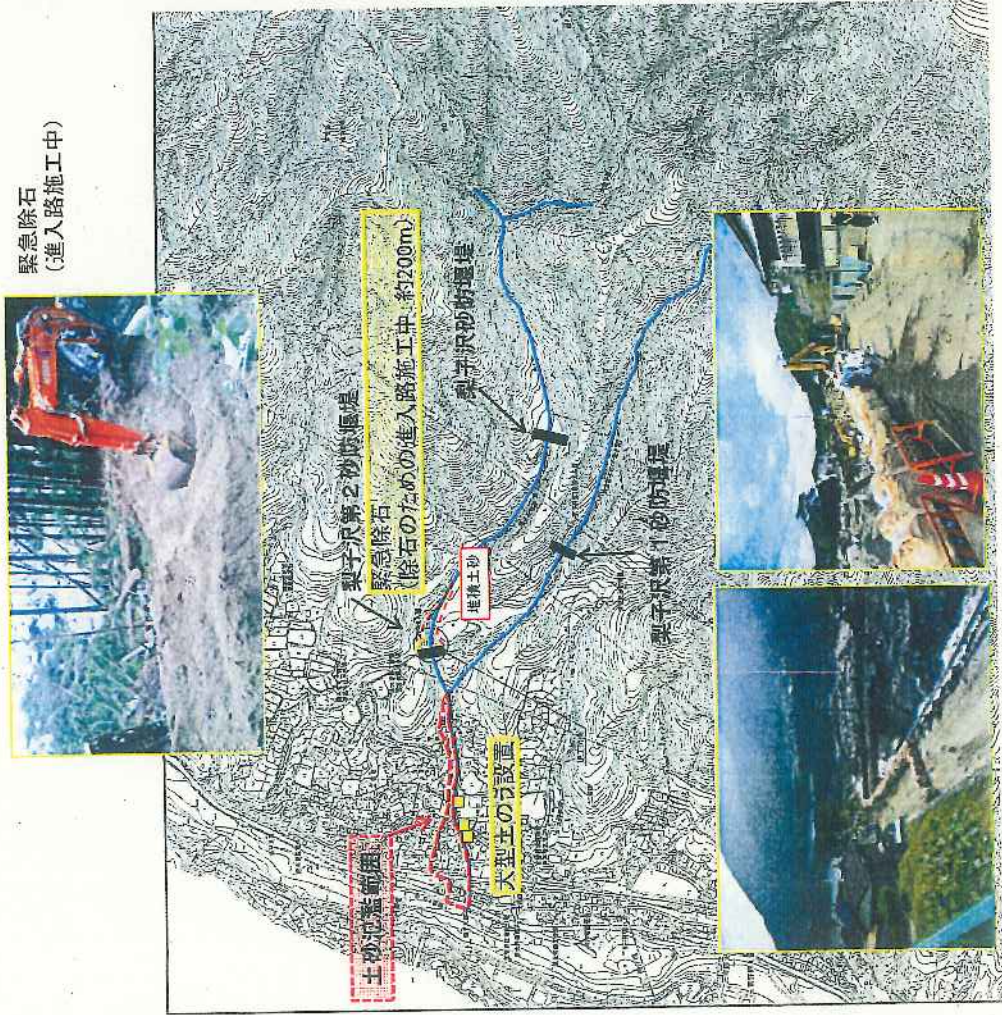 緊急除石
(進入路施工中)
梨子沢第2砂防堰堤
緊急除石
(除石のための進入路施工中 約200m)
梨子沢砂防堰堤
堆積土砂
梨子沢第1砂防堰堤
土砂氾濫範囲
大型土のう設置